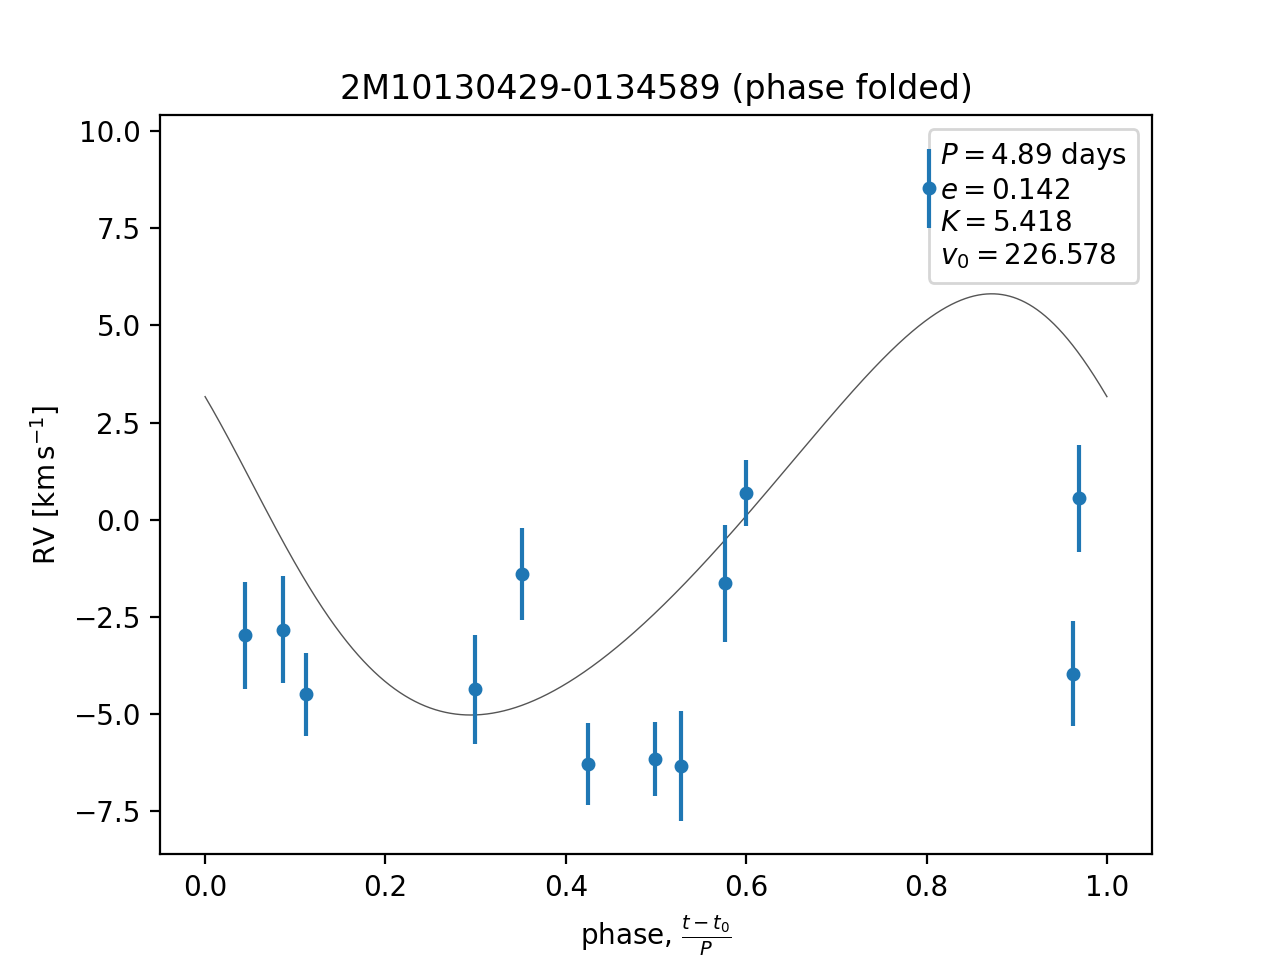 2M10130429-0134589 (phase folded)
P = 4.89 days
e = 0.142
K = 5.418
v₀ = 226.578
RV [km s⁻¹]
10.0
7.5
5.0
2.5
0.0
−2.5
−5.0
−7.5
0.0 0.2 0.4 0.6 0.8 1.0
phase, (t − t₀)/P